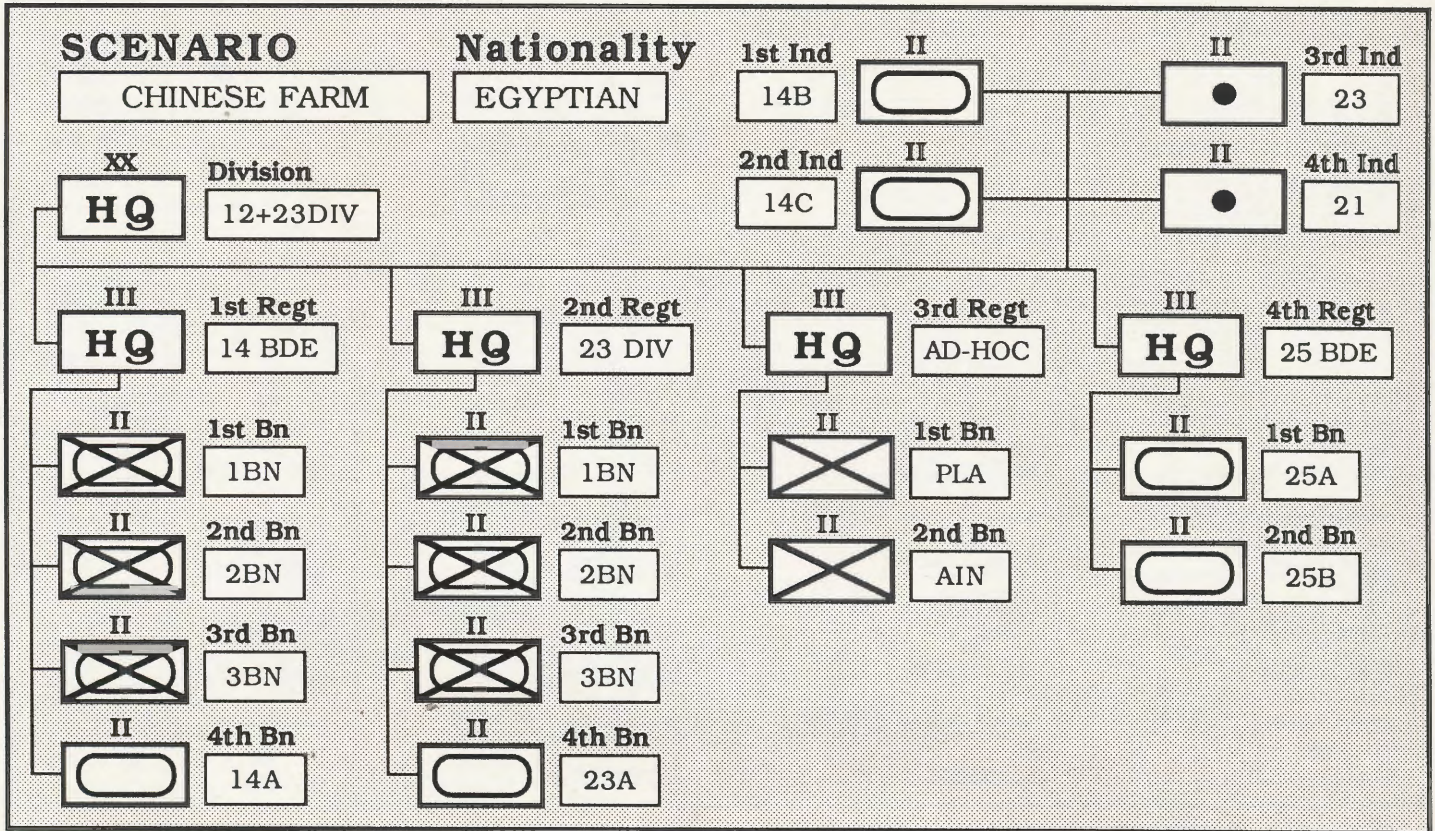 SCENARIO
CHINESE FARM
Nationality
EGYPTIAN
1st Ind
14B
II
II
3rd Ind
23
2nd Ind
14C
II
II
4th Ind
21
XX
HQ
Division
12+23DIV
III
HQ
1st Regt
14 BDE
III
HQ
2nd Regt
23 DIV
III
HQ
3rd Regt
AD-HOC
III
HQ
4th Regt
25 BDE
II
1st Bn
1BN
II
2nd Bn
2BN
II
3rd Bn
3BN
II
4th Bn
14A
II
1st Bn
1BN
II
2nd Bn
2BN
II
3rd Bn
3BN
II
4th Bn
23A
II
1st Bn
PLA
II
2nd Bn
AIN
II
1st Bn
25A
II
2nd Bn
25B